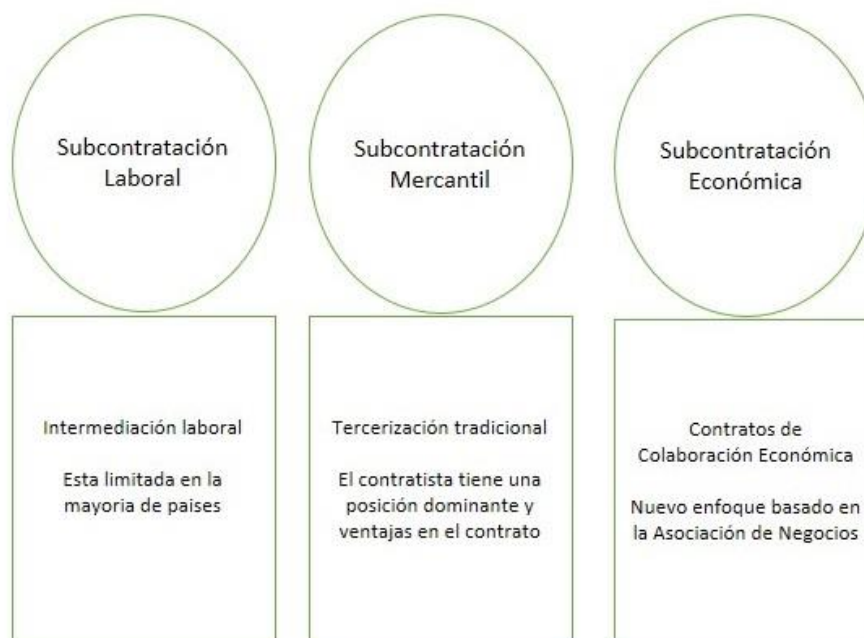 Subcontratación
Laboral
Subcontratación
Mercantil
Subcontratación
Económica
Intermediación laboral
Esta limitada en la
mayoria de paises
Tercerización tradicional
El contratista tiene una
posición dominante y
ventajas en el contrato
Contratos de
Colaboración Económica
Nuevo enfoque basado en
la Asociación de Negocios